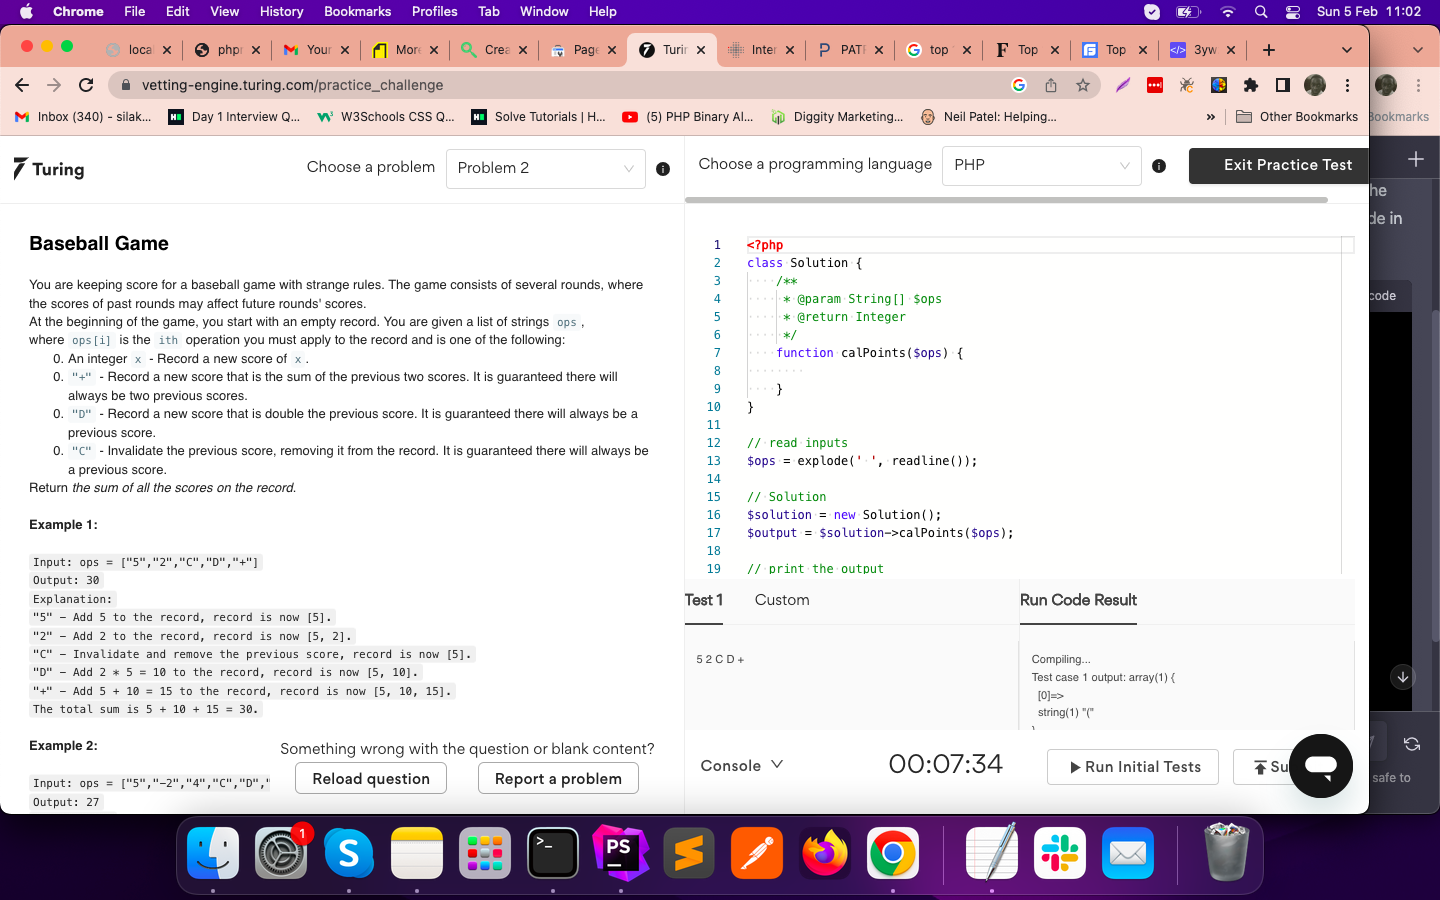 Chrome File Edit View History Bookmarks Profiles Tab Window Help Sun 5 Feb 11:02
loca phpr Your Mor Crea Page Turir Inter PATH top Top Top 3yw
vetting-engine.turing.com/practice_challenge
Inbox (340) - silak... Day 1 Interview Q... W3Schools CSS Q... Solve Tutorials | H... (5) PHP Binary Al... Diggity Marketing... Neil Patel: Helping... » Other Bookmarks Bookmarks
Turing
Choose a problem Problem 2
Choose a programming language PHP Exit Practice Test
he
de in
code
safe to
Baseball Game
You are keeping score for a baseball game with strange rules. The game consists of several rounds, where
the scores of past rounds may affect future rounds' scores.
At the beginning of the game, you start with an empty record. You are given a list of strings ops ,
where ops[i] is the ith operation you must apply to the record and is one of the following:
0. An integer x - Record a new score of x .
0. "+" - Record a new score that is the sum of the previous two scores. It is guaranteed there will
always be two previous scores.
0. "D" - Record a new score that is double the previous score. It is guaranteed there will always be a
previous score.
0. "C" - Invalidate the previous score, removing it from the record. It is guaranteed there will always be
a previous score.
Return the sum of all the scores on the record.
Example 1:
Input: ops = ["5","2","C","D","+"]
Output: 30
Explanation:
"5" – Add 5 to the record, record is now [5].
"2" – Add 2 to the record, record is now [5, 2].
"C" – Invalidate and remove the previous score, record is now [5].
"D" – Add 2 * 5 = 10 to the record, record is now [5, 10].
"+" – Add 5 + 10 = 15 to the record, record is now [5, 10, 15].
The total sum is 5 + 10 + 15 = 30.
Example 2:
Input: ops = ["5","-2","4","C","D","
Output: 27
Something wrong with the question or blank content?
Reload question Report a problem
1 <?php
2 class Solution {
3 /**
4 * @param String[] $ops
5 * @return Integer
6 */
7 function calPoints($ops) {
8
9 }
10 }
11
12 // read inputs
13 $ops = explode(' ', readline());
14
15 // Solution
16 $solution = new Solution();
17 $output = $solution->calPoints($ops);
18
19 // print the output
Test 1 Custom Run Code Result
5 2 C D +
Compiling...
Test case 1 output: array(1) {
[0]=>
string(1) "("
}
Console 00:07:34 Run Initial Tests Su
1
S
>_
PS